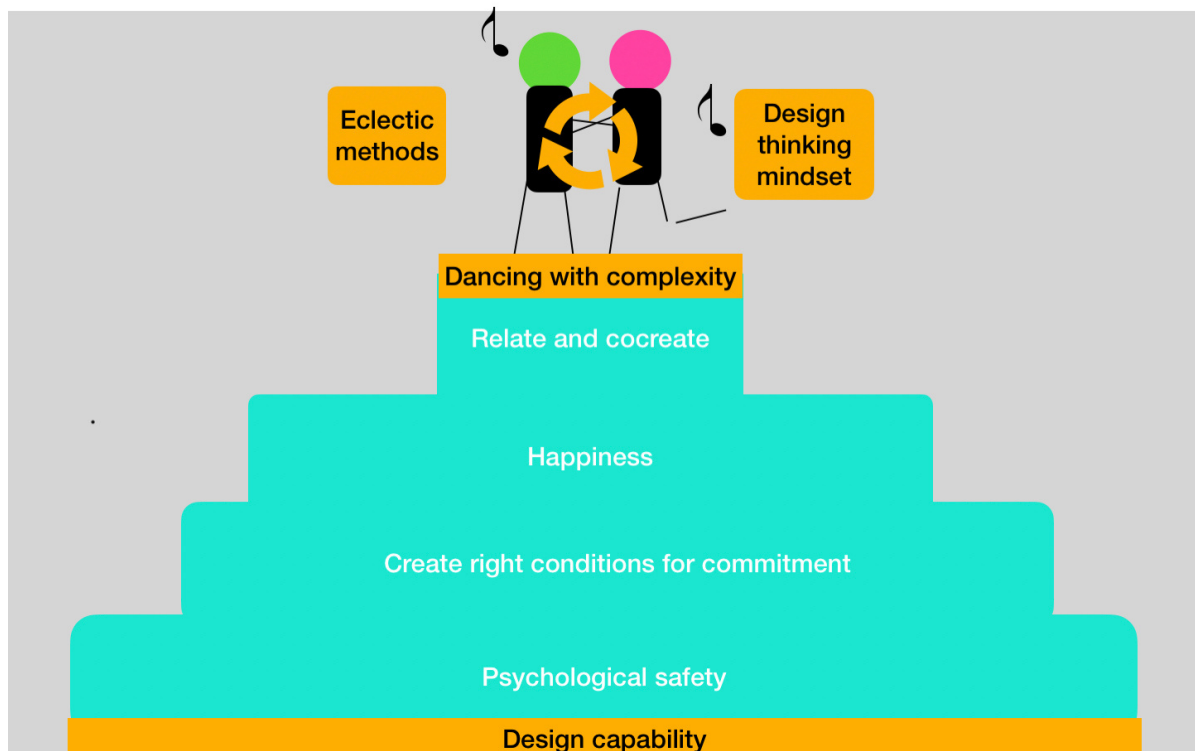 Eclectic
methods
Design
thinking
mindset
Dancing with complexity
Relate and cocreate
Happiness
Create right conditions for commitment
Psychological safety
Design capability